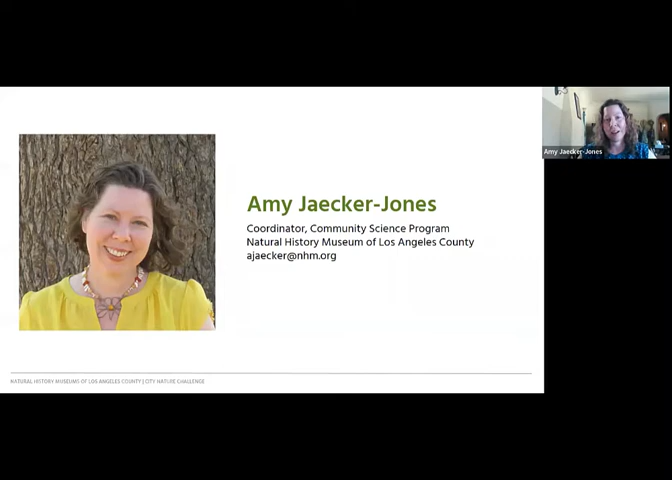 Amy Jaecker-Jones
Amy Jaecker-Jones
Coordinator, Community Science Program
Natural History Museum of Los Angeles County
ajaecker@nhm.org
NATURAL HISTORY MUSEUMS OF LOS ANGELES COUNTY | CITY NATURE CHALLENGE